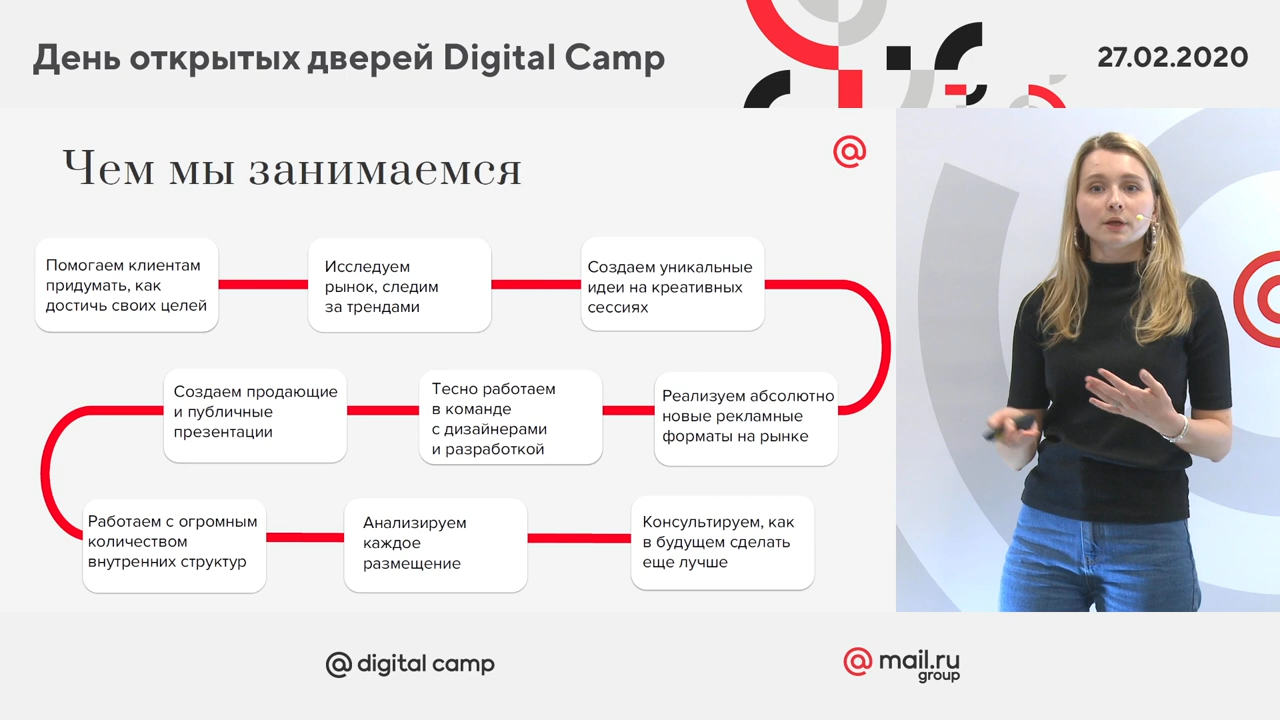 День открытых дверей Digital Camp
27.02.2020
Чем мы занимаемся
@
Помогаем клиентам
придумать, как
достичь своих целей
Исследуем
рынок, следим
за трендами
Создаем уникальные
идеи на креативных
сессиях
Создаем продающие
и публичные
презентации
Тесно работаем
в команде
с дизайнерами
и разработкой
Реализуем абсолютно
новые рекламные
форматы на рынке
Работаем с огромным
количеством
внутренних структур
Анализируем
каждое
размещение
Консультируем, как
в будущем сделать
еще лучше
@ digital camp
@ mail.ru
group